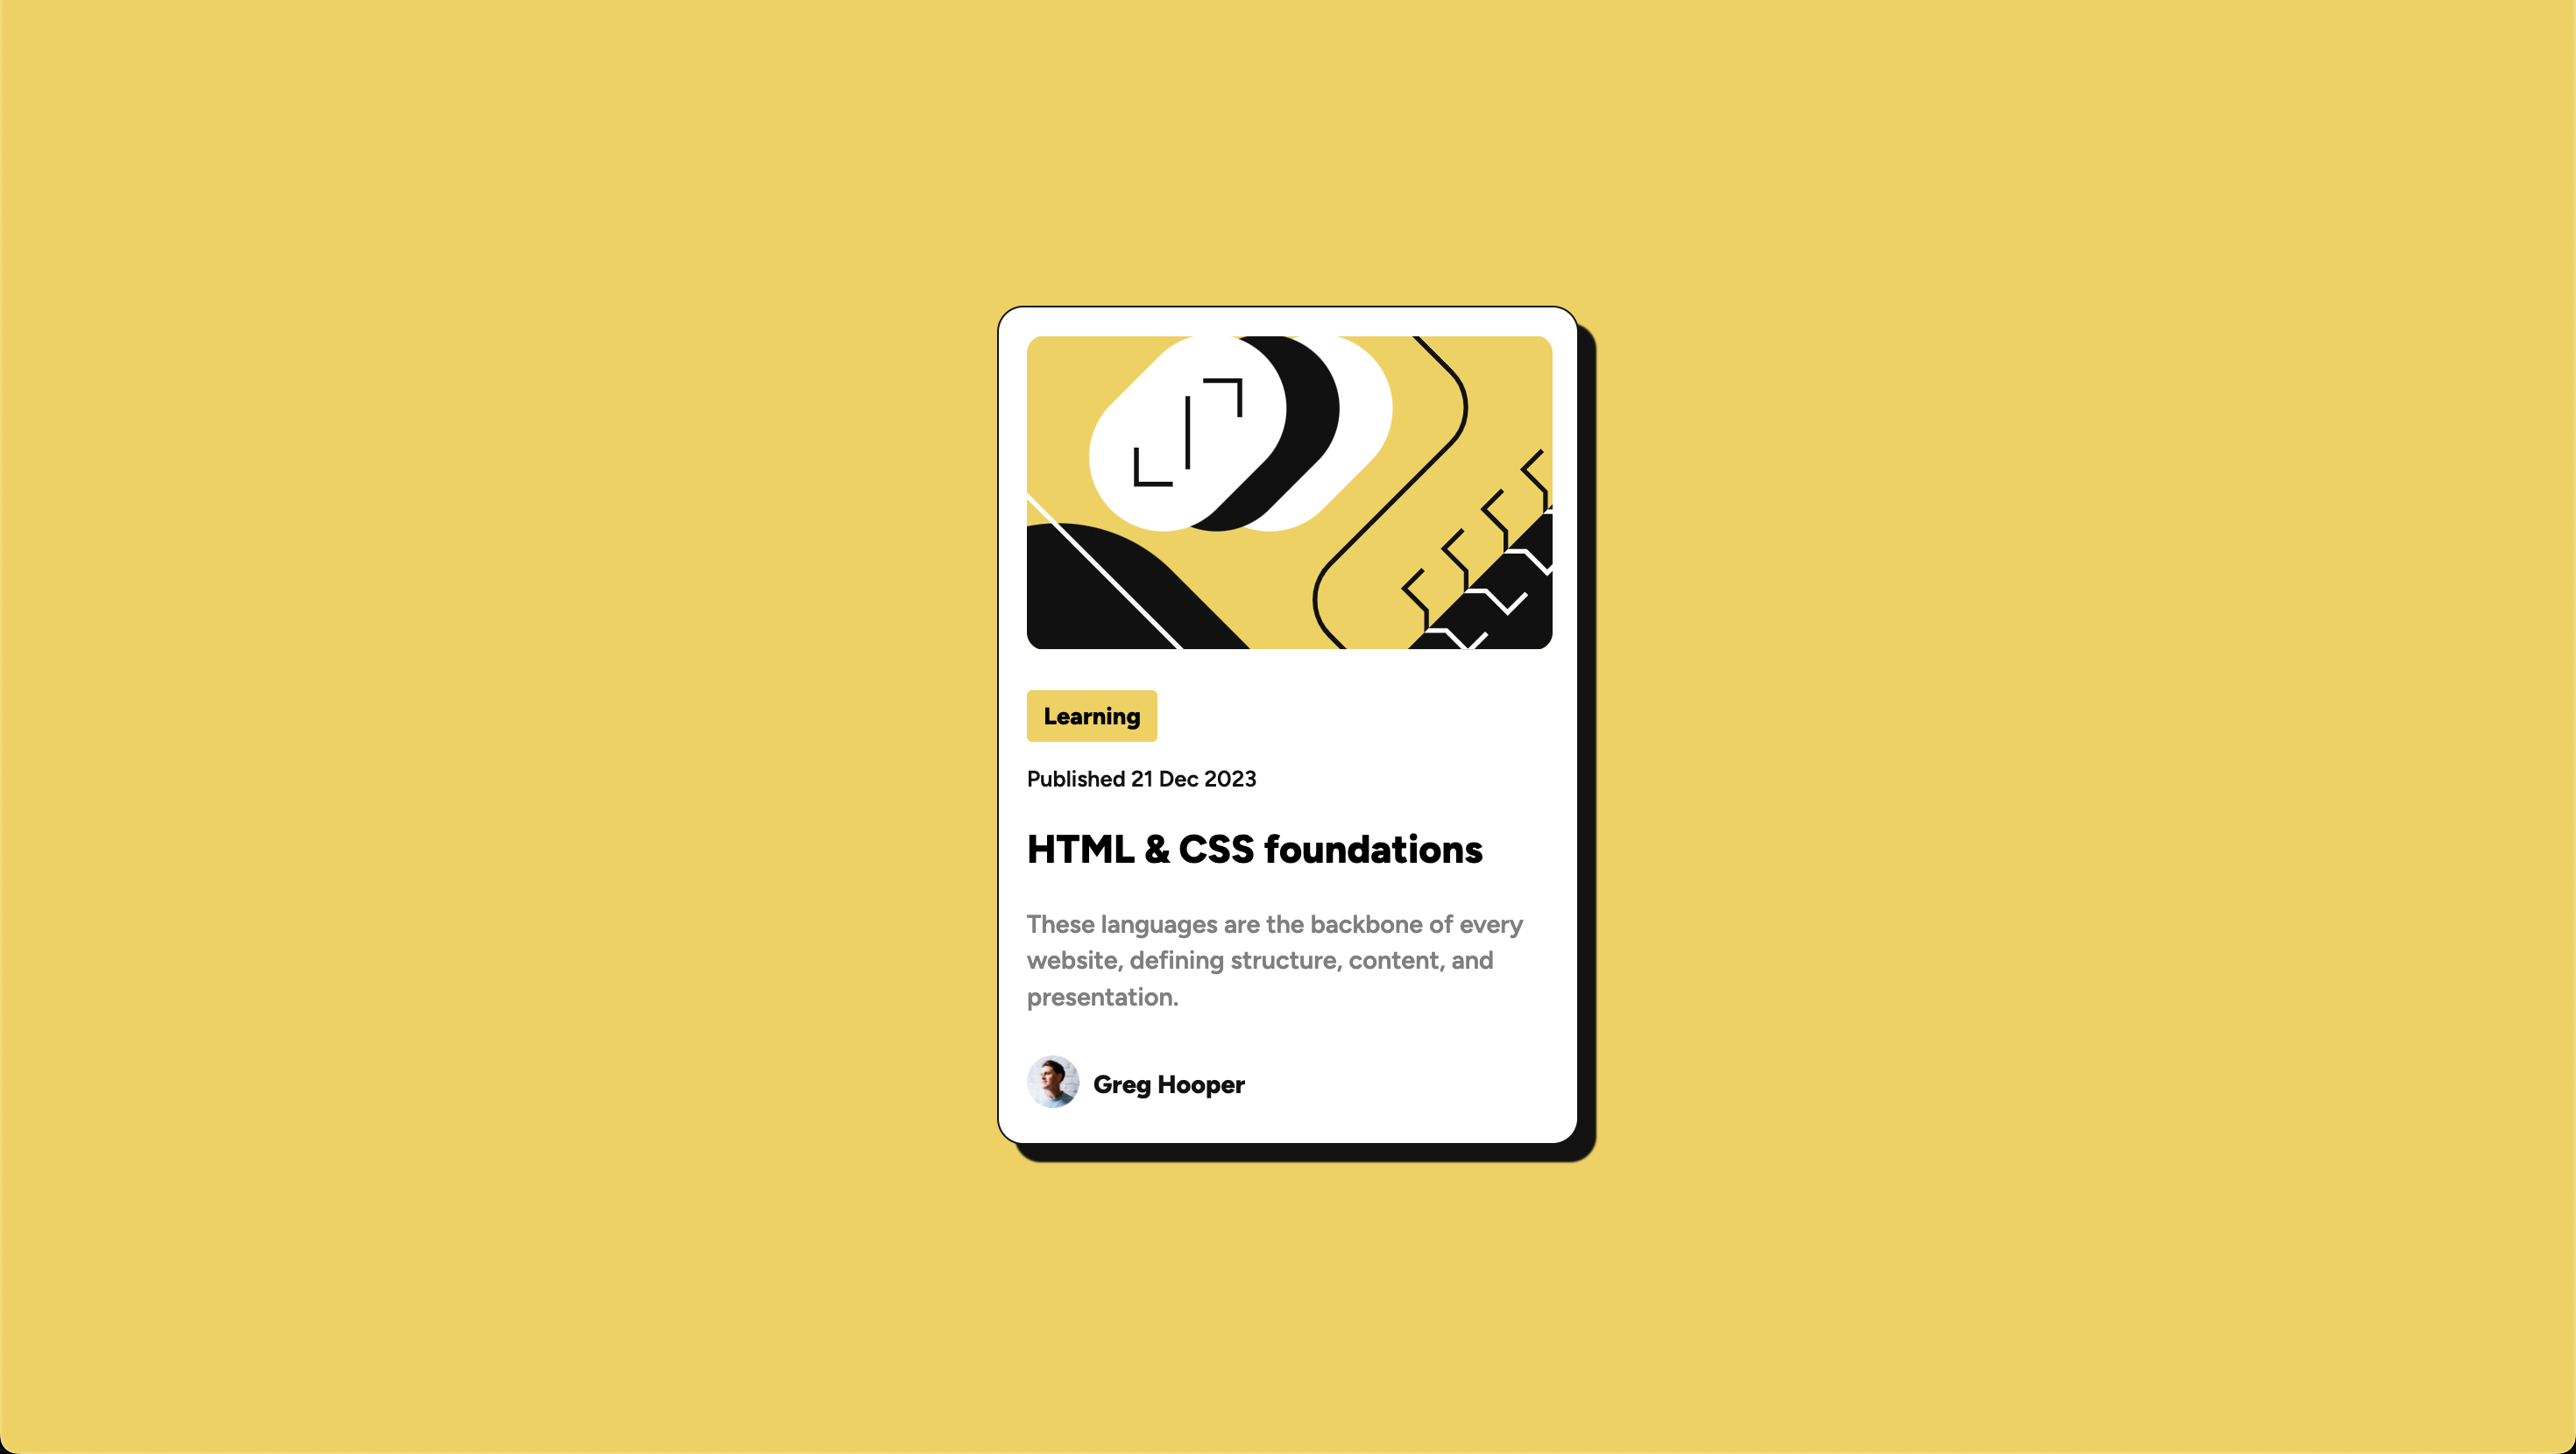 Learning
Published 21 Dec 2023
HTML & CSS foundations
These languages are the backbone of every
website, defining structure, content, and
presentation.
Greg Hooper